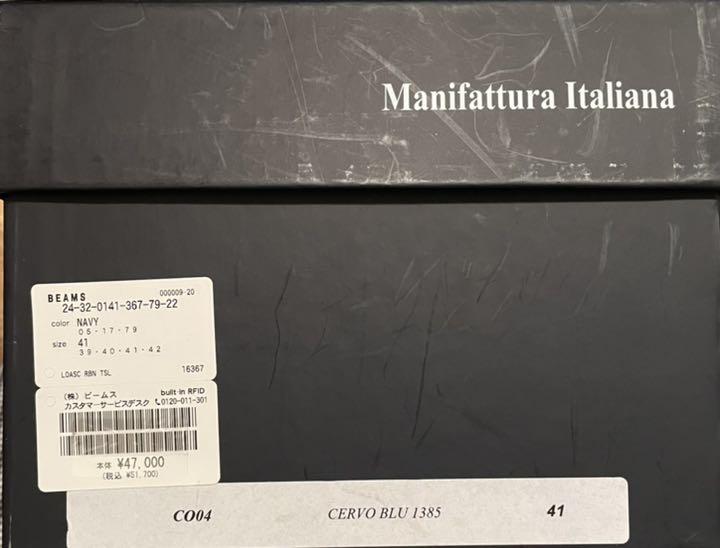 Manifattura Italiana
BEAMS 000009-20
24-32-0141-367-79-22
color NAVY
05・17・79
size 41
39・40・41・42
LOASC RBN TSL 16367
(株) ビームス built-in RFID
カスタマーサービスデスク 0120-011-301
本体 ¥47,000
(税込 ¥51,700)
CO04 CERVO BLU 1385 41